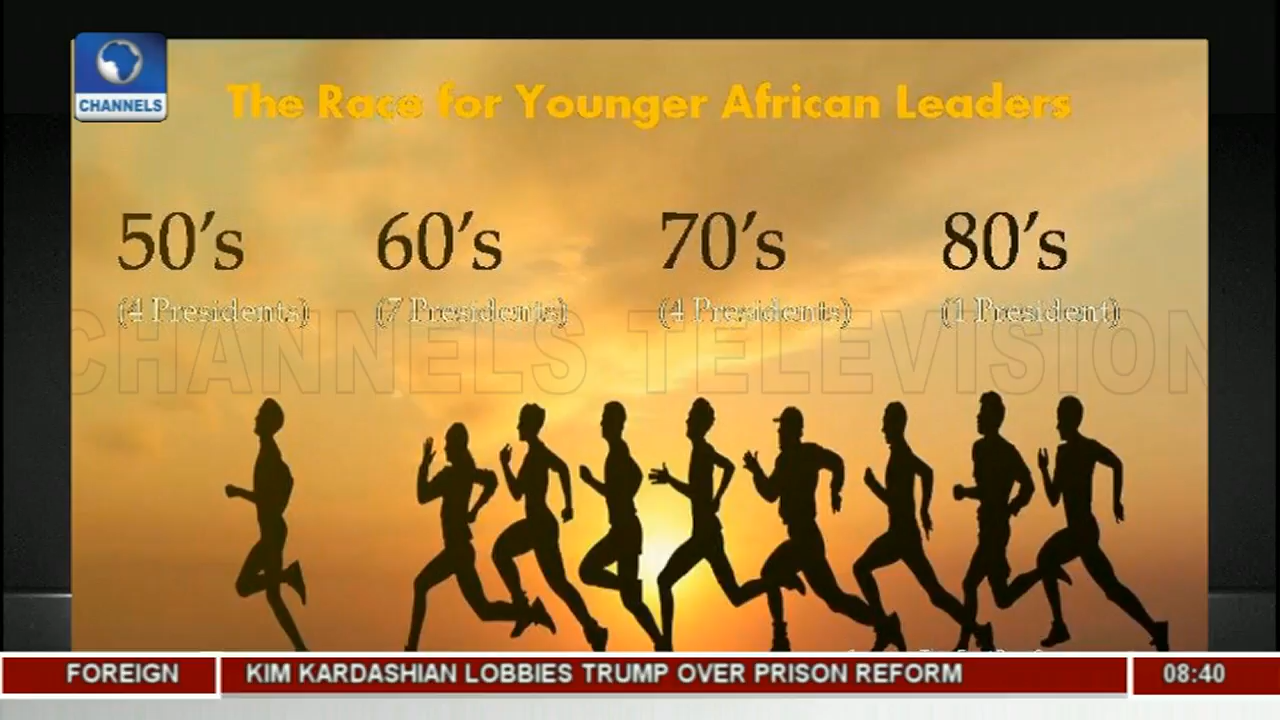 CHANNELS
The Race for Younger African Leaders
50's 60's 70's 80's
(4 Presidents) (7 Presidents) (4 Presidents) (1 President)
CHANNELS TELEVISION
FOREIGN KIM KARDASHIAN LOBBIES TRUMP OVER PRISON REFORM 08:40